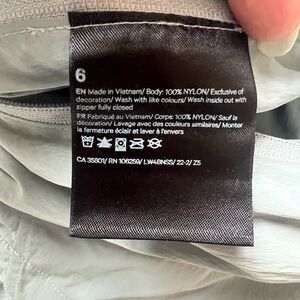 6
EN Made in Vietnam/ Body: 100% NYLON/ Exclusive of
decoration/ Wash with like colours/ Wash inside out with
zipper fully closed
FR Fabriqué au Vietnam/ Corps: 100% NYLON/ Sauf la
décoration/ Lavage avec des couleurs similaires/ Monter
la fermeture éclair et laver à l'envers
CA 35801/ RN 106259/ LW4BNSS/ 22-2/ Z5